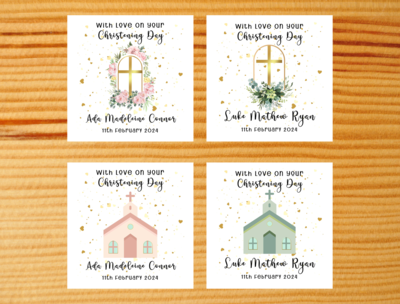 With love on your
Christening Day
Ada Madeleine Connor
11th February 2024
With love on your
Christening Day
Luke Mathew Ryan
11th February 2024
With love on your
Christening Day
Ada Madeleine Connor
11th February 2024
With love on your
Christening Day
Luke Mathew Ryan
11th February 2024